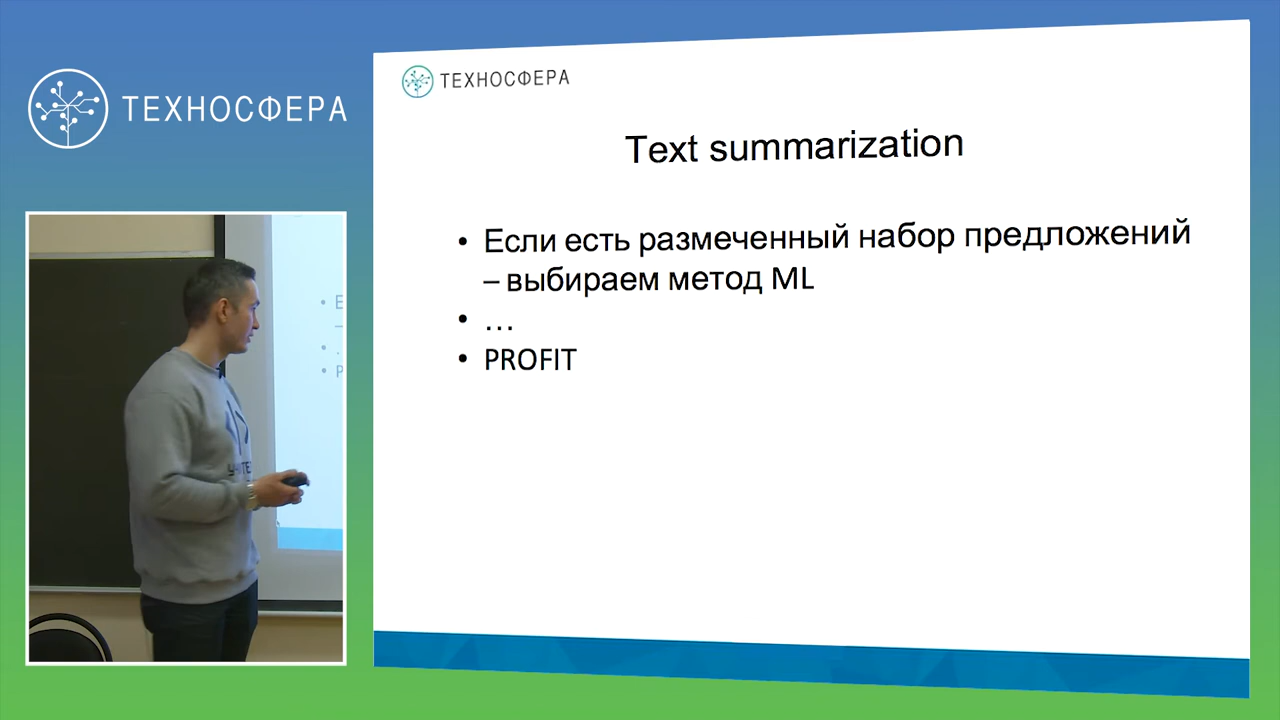 ТЕХНОСФЕРА
ТЕХНОСФЕРА
Text summarization
• Если есть размеченный набор предложений
– выбираем метод ML
• …
• PROFIT